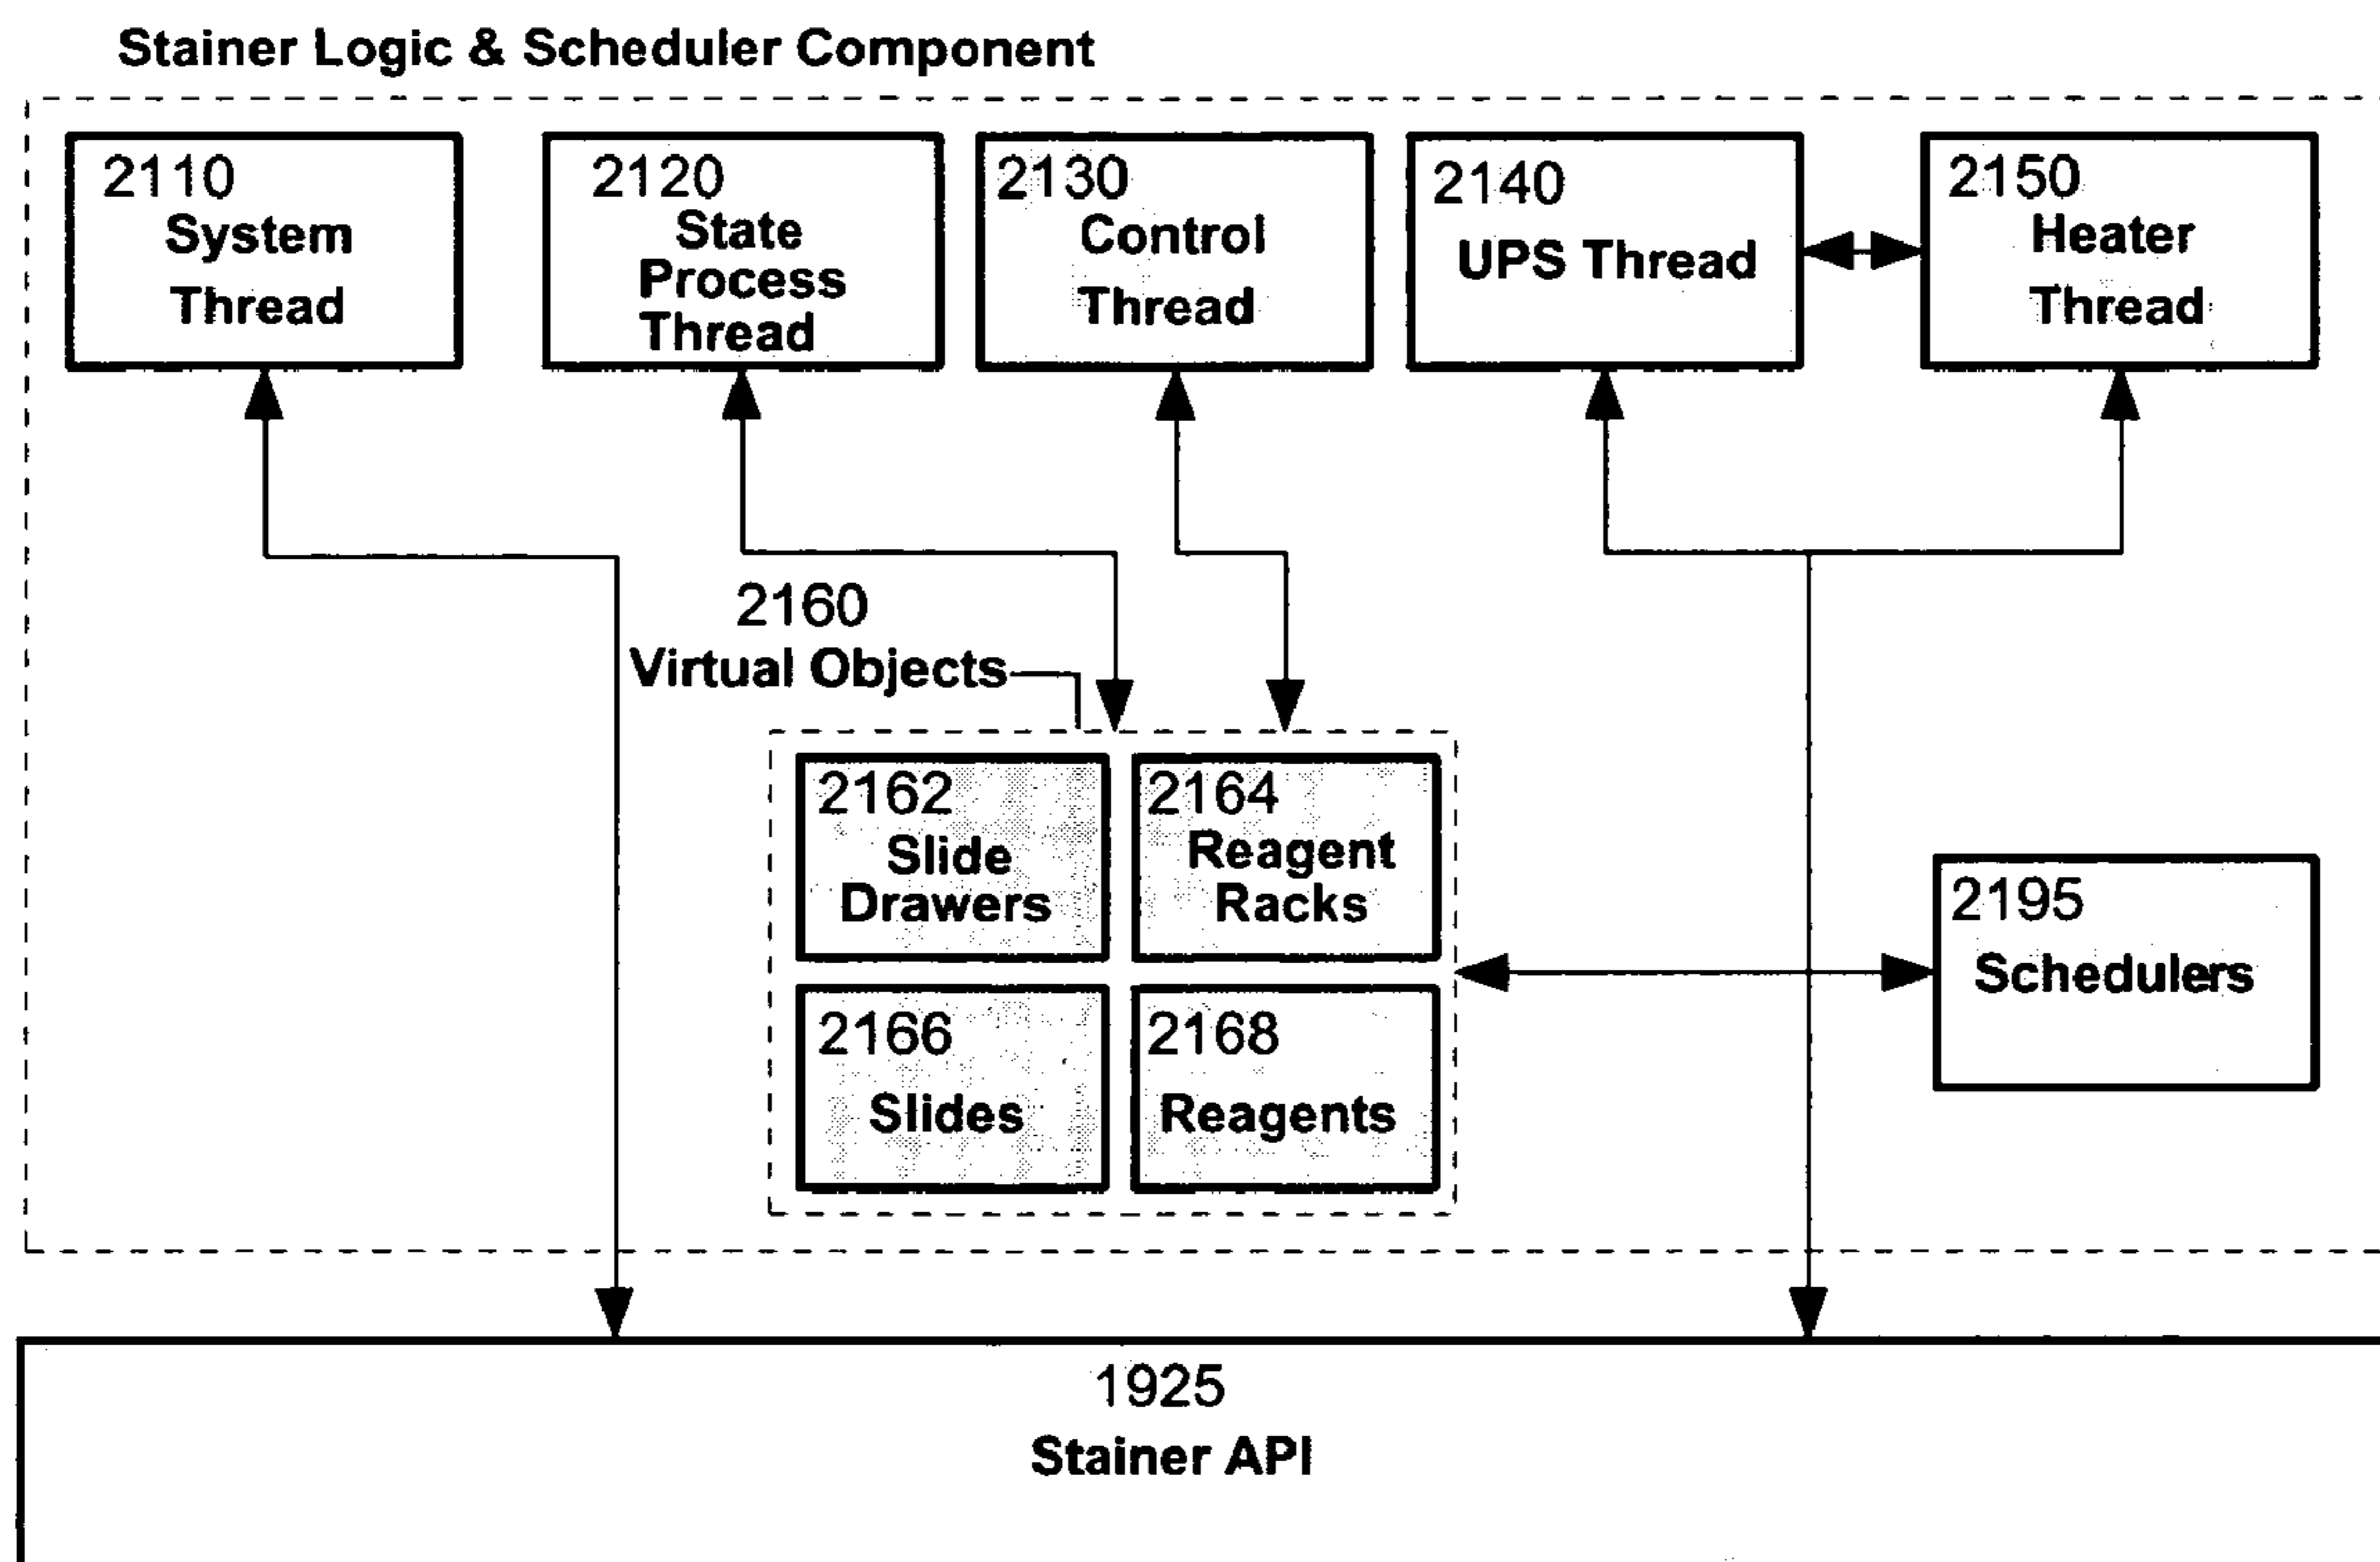 Stainer Logic & Scheduler Component
2110
System
Thread
2120
State
Process
Thread
2130
Control
Thread
2140
UPS Thread
2150
Heater
Thread
2160
Virtual Objects
2162
Slide
Drawers
2164
Reagent
Racks
2166
Slides
2168
Reagents
2195
Schedulers
1925
Stainer API